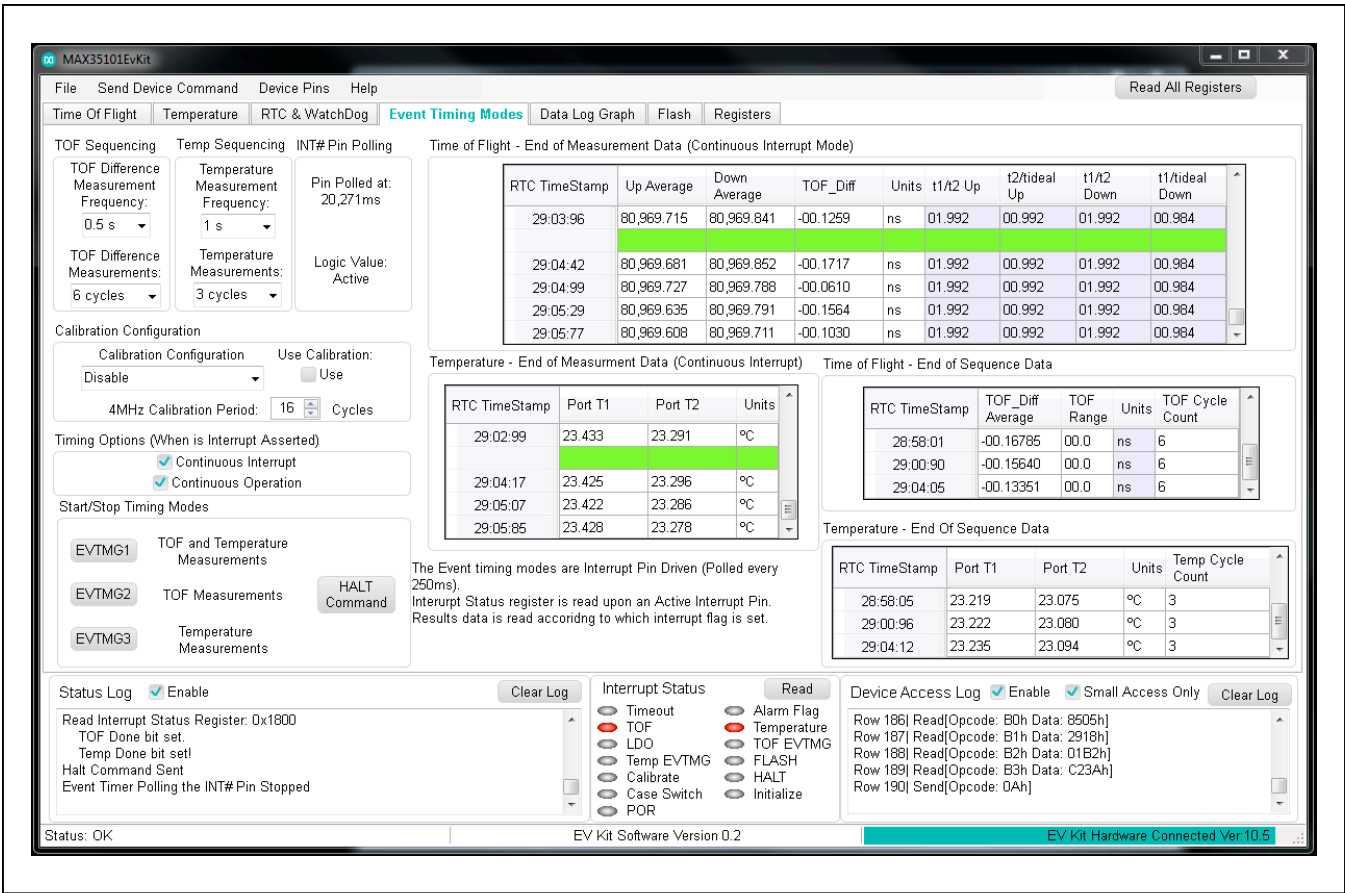 MAX35101EvKit
File Send Device Command Device Pins Help
Read All Registers
Time Of Flight Temperature RTC & WatchDog Event Timing Modes Data Log Graph Flash Registers
TOF Sequencing
TOF Difference
Measurement
Frequency:
0.5 s
TOF Difference
Measurements:
6 cycles
Temp Sequencing
Temperature
Measurement
Frequency:
1 s
Temperature
Measurements:
3 cycles
INT# Pin Polling
Pin Polled at:
20,271ms
Logic Value:
Active
Calibration Configuration
Calibration Configuration
Disable
Use Calibration:
Use
4MHz Calibration Period: 16 Cycles
Timing Options (When is Interrupt Asserted)
Continuous Interrupt
Continuous Operation
Start/Stop Timing Modes
EVTMG1 TOF and Temperature
Measurements
EVTMG2 TOF Measurements
EVTMG3 Temperature
Measurements
HALT
Command
Time of Flight - End of Measurement Data (Continuous Interrupt Mode)
RTC TimeStamp Up Average Down Average TOF_Diff Units t1/t2 Up t2/tideal Up t1/t2 Down t1/tideal Down
29:03:96 80,969.715 80,969.841 -00.1259 ns 01.992 00.992 01.992 00.984
29:04:42 80,969.681 80,969.852 -00.1717 ns 01.992 00.992 01.992 00.984
29:04:99 80,969.727 80,969.788 -00.0610 ns 01.992 00.992 01.992 00.984
29:05:29 80,969.635 80,969.791 -00.1564 ns 01.992 00.992 01.992 00.984
29:05:77 80,969.608 80,969.711 -00.1030 ns 01.992 00.992 01.992 00.984
Temperature - End of Measurment Data (Continuous Interrupt)
RTC TimeStamp Port T1 Port T2 Units
29:02:99 23.433 23.291 ºC
29:04:17 23.425 23.296 ºC
29:05:07 23.422 23.286 ºC
29:05:85 23.428 23.278 ºC
The Event timing modes are Interrupt Pin Driven (Polled every
250ms).
Interurpt Status register is read upon an Active Interrupt Pin.
Results data is read accoridng to which interrupt flag is set.
Time of Flight - End of Sequence Data
RTC TimeStamp TOF_Diff Average TOF Range Units TOF Cycle Count
28:58:01 -00.16785 00.0 ns 6
29:00:90 -00.15640 00.0 ns 6
29:04:05 -00.13351 00.0 ns 6
Temperature - End Of Sequence Data
RTC TimeStamp Port T1 Port T2 Units Temp Cycle Count
28:58:05 23.219 23.075 ºC 3
29:00:96 23.222 23.080 ºC 3
29:04:12 23.235 23.094 ºC 3
Status Log Enable Clear Log
Read Interrupt Status Register: 0x1800
TOF Done bit set.
Temp Done bit set!
Halt Command Sent
Event Timer Polling the INT# Pin Stopped
Interrupt Status Read
Timeout Alarm Flag
TOF Temperature
LDO TOF EVTMG
Temp EVTMG FLASH
Calibrate HALT
Case Switch Initialize
POR
Device Access Log Enable Small Access Only Clear Log
Row 186| Read[Opcode: B0h Data: 8505h]
Row 187| Read[Opcode: B1h Data: 2918h]
Row 188| Read[Opcode: B2h Data: 01B2h]
Row 189| Read[Opcode: B3h Data: C23Ah]
Row 190| Send[Opcode: 0Ah]
Status: OK
EV Kit Software Version 0.2
EV Kit Hardware Connected Ver:10.5